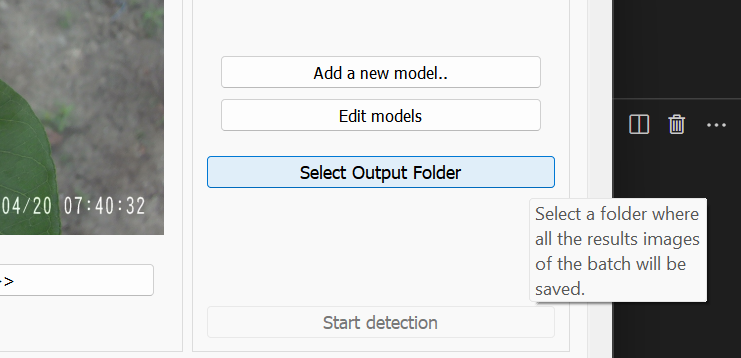 Add a new model..
Edit models
Select Output Folder
04/20 07:40:32
Select a folder where
all the results images
of the batch will be
saved.
>>
Start detection